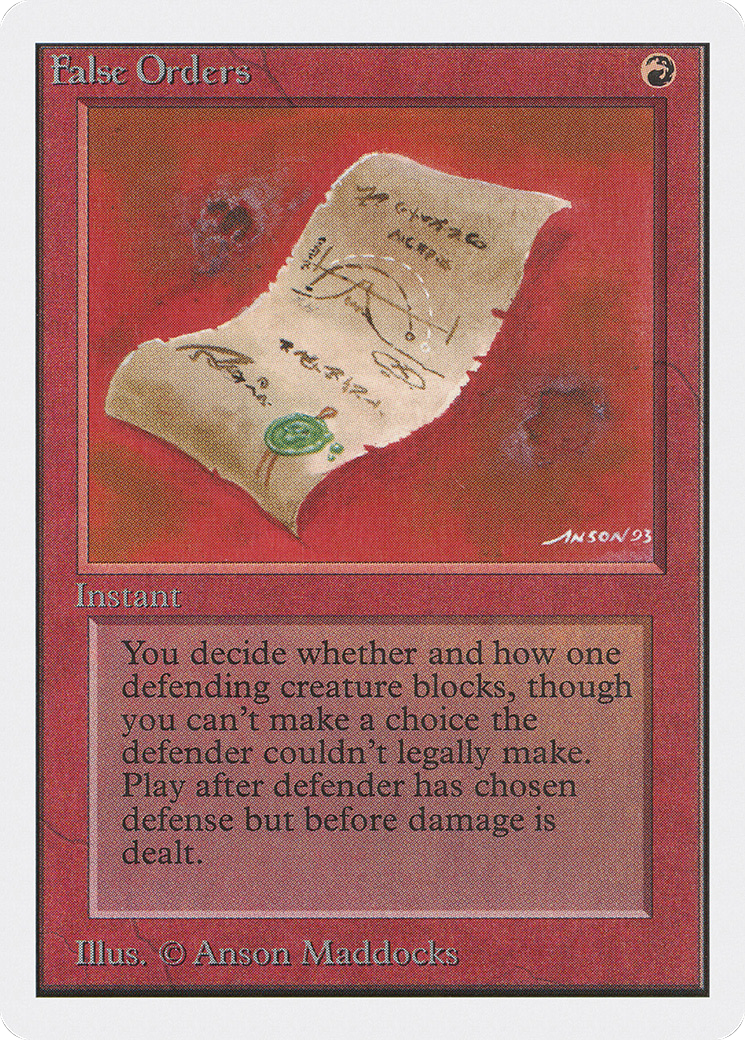 False Orders
ANSON 93
Instant
You decide whether and how one
defending creature blocks, though
you can't make a choice the
defender couldn't legally make.
Play after defender has chosen
defense but before damage is
dealt.
Illus. © Anson Maddocks